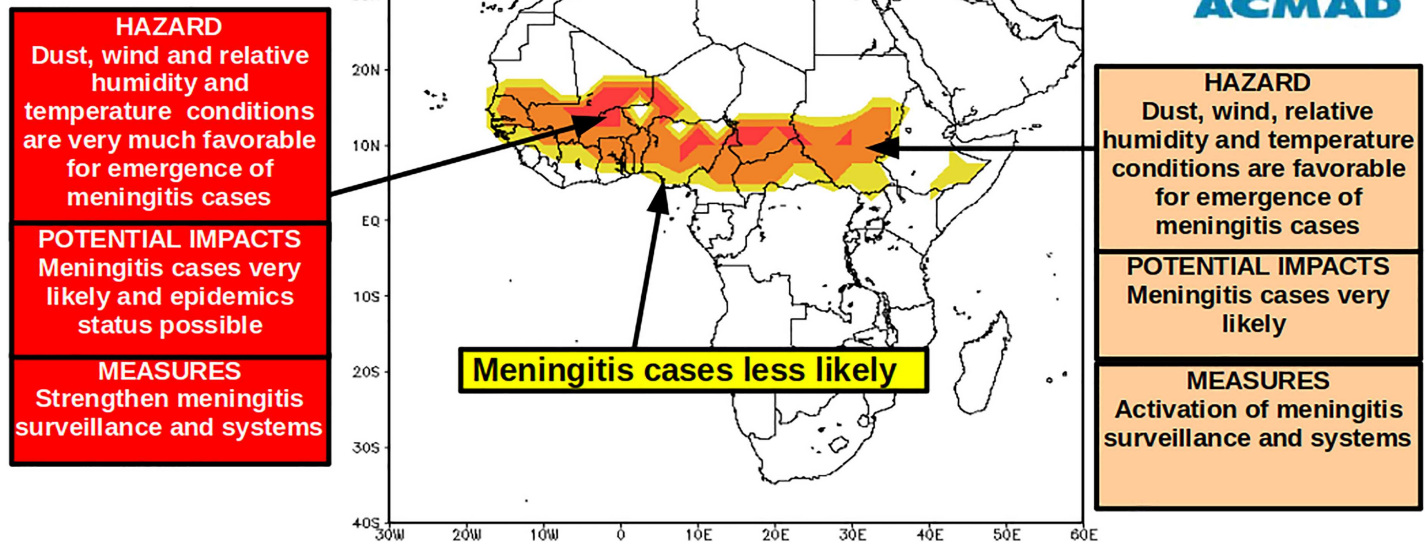 ACMAD
HAZARD
Dust, wind and relative
humidity and
temperature conditions
are very much favorable
for emergence of
meningitis cases
POTENTIAL IMPACTS
Meningitis cases very
likely and epidemics
status possible
MEASURES
Strengthen meningitis
surveillance and systems
20N
10N
EQ
10S
20S
30S
40S
30W
20W
10W
0
10E
20E
30E
40E
50E
60E
Meningitis cases less likely
HAZARD
Dust, wind, relative
humidity and temperature
conditions are favorable
for emergence of
meningitis cases
POTENTIAL IMPACTS
Meningitis cases very
likely
MEASURES
Activation of meningitis
surveillance and systems